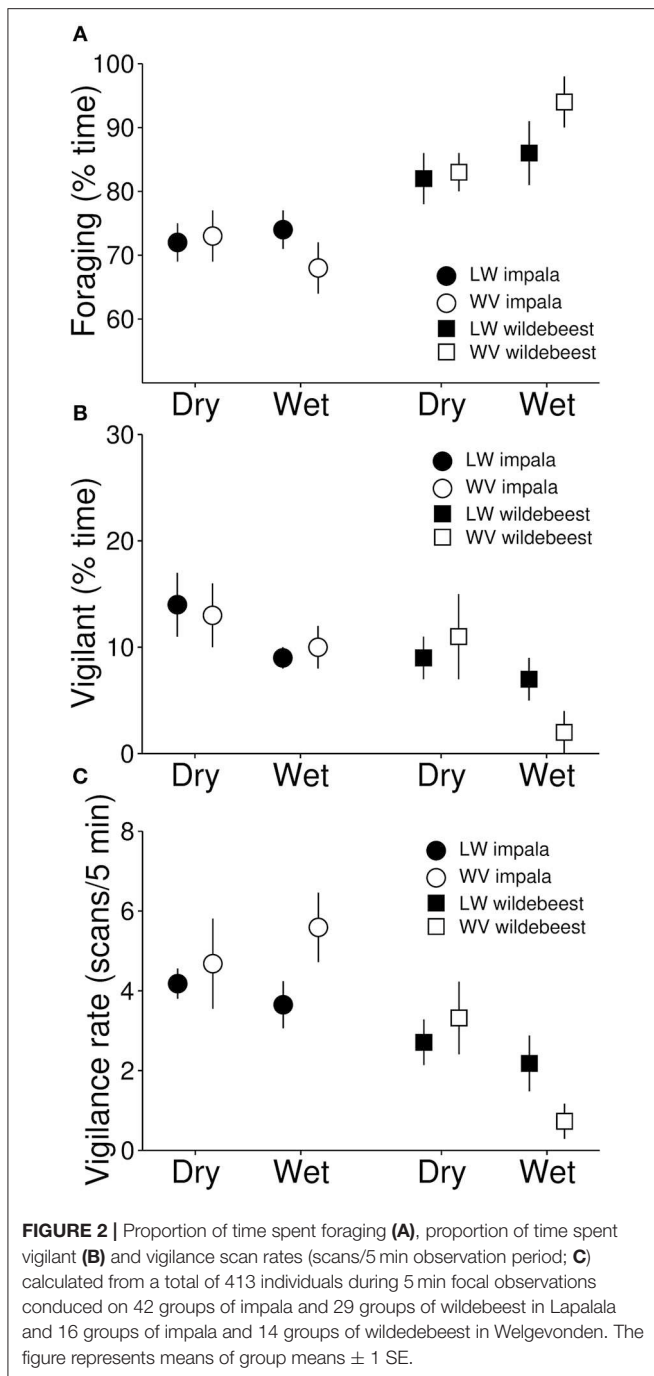 A
Foraging (% time)
100
90
80
70
60
LW impala
WV impala
LW wildebeest
WV wildebeest
Dry Wet Dry Wet
B
Vigilant (% time)
30
20
10
0
LW impala
WV impala
LW wildebeest
WV wildebeest
Dry Wet Dry Wet
C
Vigilance rate (scans/5 min)
8
6
4
2
0
LW impala
WV impala
LW wildebeest
WV wildebeest
Dry Wet Dry Wet
FIGURE 2 | Proportion of time spent foraging (A), proportion of time spent
vigilant (B) and vigilance scan rates (scans/5 min observation period; C)
calculated from a total of 413 individuals during 5 min focal observations
conduced on 42 groups of impala and 29 groups of wildebeest in Lapalala
and 16 groups of impala and 14 groups of wildedebeest in Welgevonden. The
figure represents means of group means ± 1 SE.